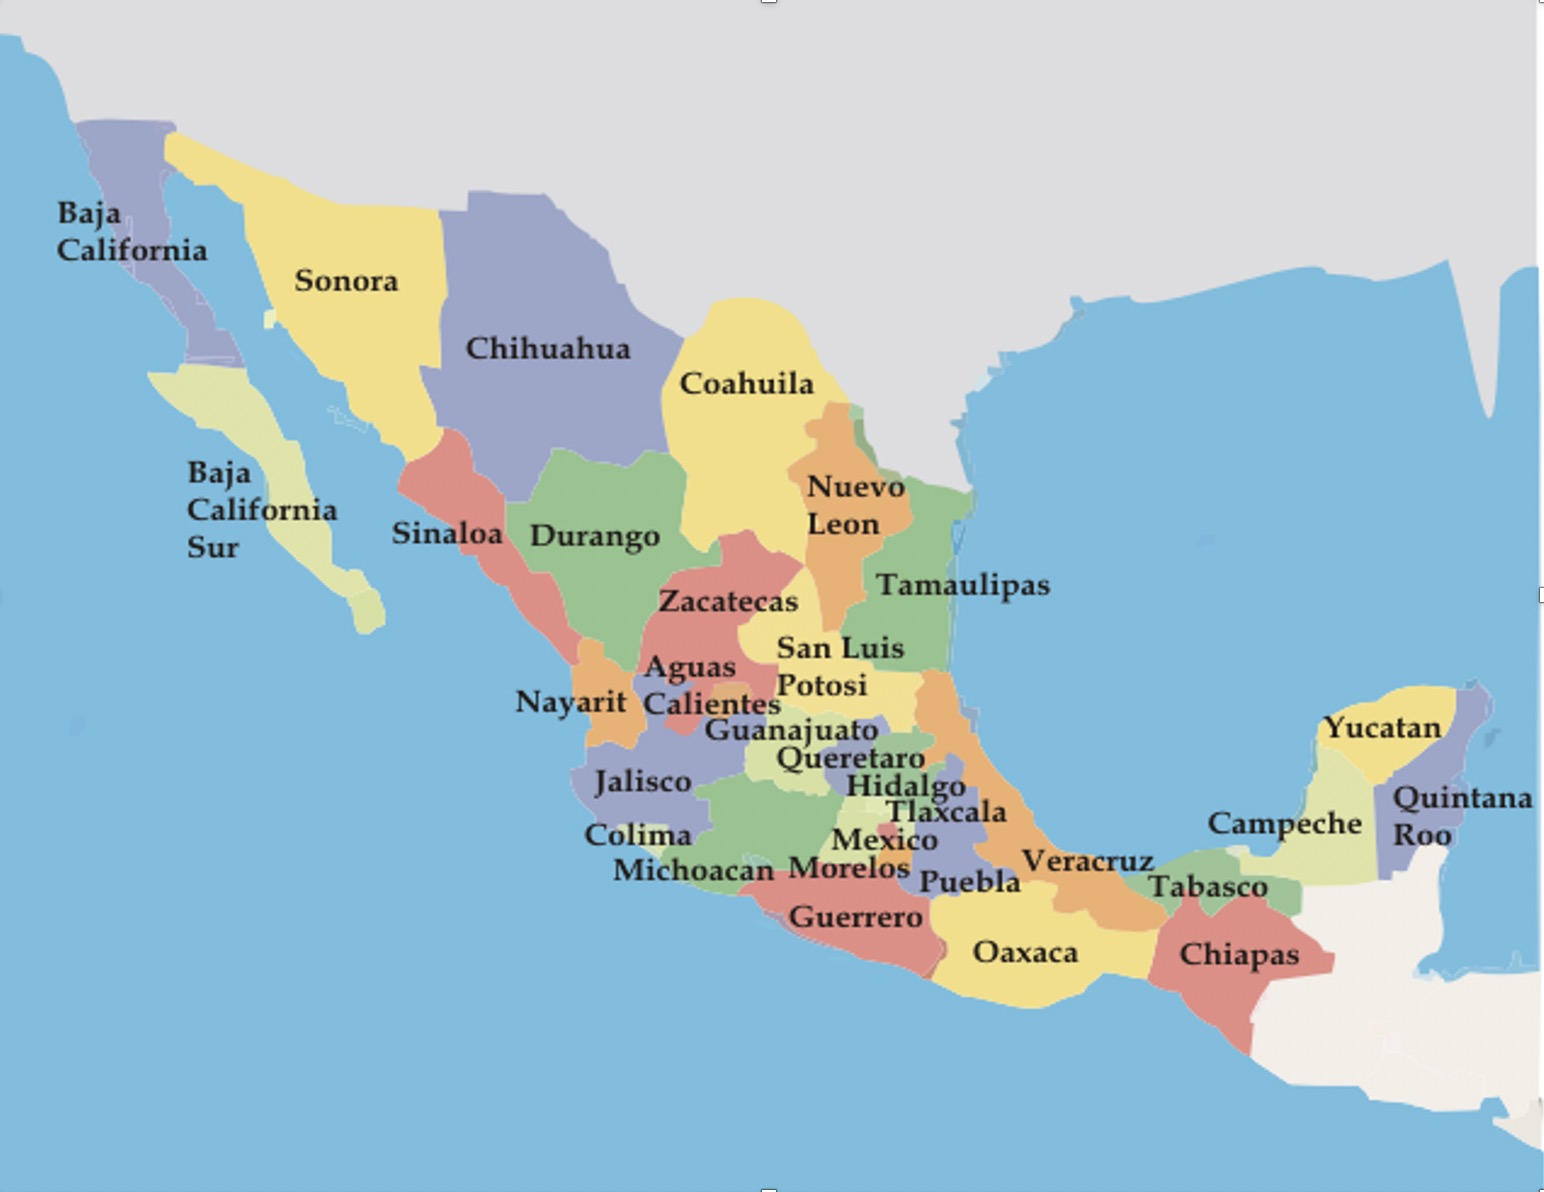 Baja
California
Sonora
Chihuahua
Coahuila
Baja
California
Sur
Sinaloa
Durango
Nuevo
Leon
Tamaulipas
Zacatecas
San Luis
Potosi
Aguas
Calientes
Nayarit
Guanajuato
Queretaro
Jalisco
Hidalgo
Tlaxcala
Colima
Mexico
Michoacan
Morelos
Puebla
Veracruz
Guerrero
Oaxaca
Tabasco
Chiapas
Campeche
Yucatan
Quintana
Roo